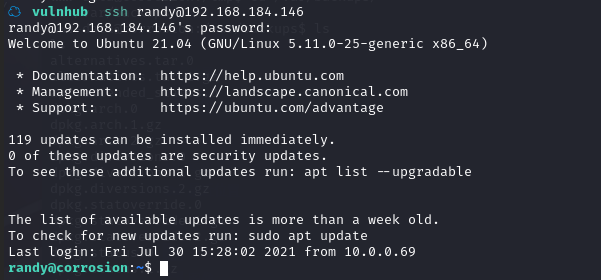 vulnhub ssh randy@192.168.184.146
randy@192.168.184.146's password:
Welcome to Ubuntu 21.04 (GNU/Linux 5.11.0-25-generic x86_64)
* Documentation: https://help.ubuntu.com
* Management: https://landscape.canonical.com
* Support: https://ubuntu.com/advantage
119 updates can be installed immediately.
0 of these updates are security updates.
To see these additional updates run: apt list --upgradable
The list of available updates is more than a week old.
To check for new updates run: sudo apt update
Last login: Fri Jul 30 15:28:02 2021 from 10.0.0.69
randy@corrosion:~$